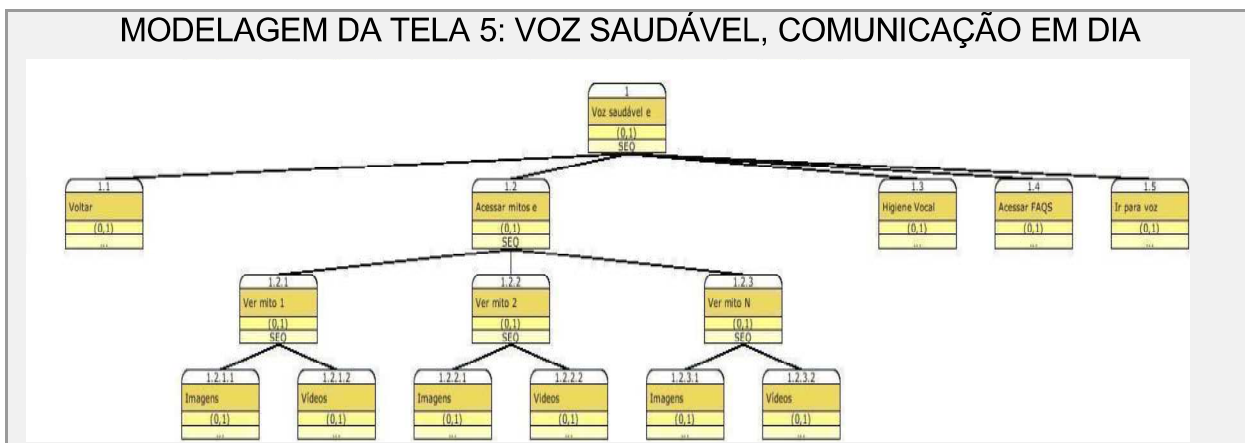 MODELAGEM DA TELA 5: VOZ SAUDÁVEL, COMUNICAÇÃO EM DIA
1
Voz saudável e
(0,1)
SEQ
1.1
Voltar
(0,1)
...
1.2
Acessar mitos e
(0,1)
SEQ
1.3
Higiene Vocal
(0,1)
...
1.4
Acessar FAQS
(0,1)
...
1.5
Ir para voz
(0,1)
...
1.2.1
Ver mito 1
(0,1)
SEQ
1.2.2
Ver mito 2
(0,1)
SEQ
1.2.3
Ver mito N
(0,1)
SEQ
1.2.1.1
Imagens
(0,1)
...
1.2.1.2
Vídeos
(0,1)
...
1.2.2.1
Imagens
(0,1)
...
1.2.2.2
Videos
(0,1)
...
1.2.3.1
Imagens
(0,1)
...
1.2.3.2
Vídeos
(0,1)
...